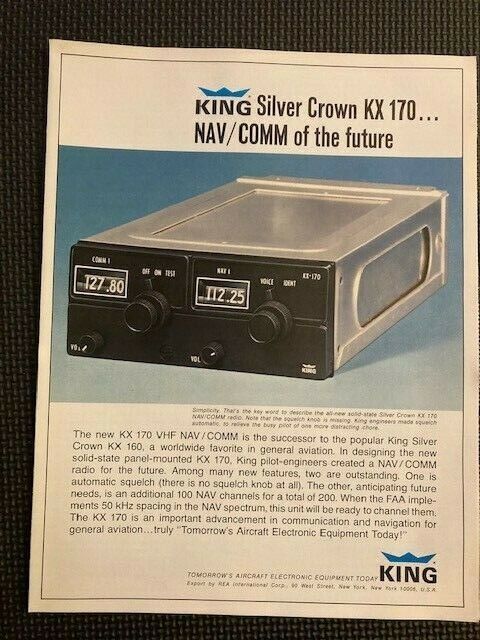 KING Silver Crown KX 170...
NAV/COMM of the future
COMM 1
OFF ON TEST
NAV 1
VOICE IDENT
KX-170
127.80
112.25
VOL
VOL
KING
Simplicity. That's the key word to describe the all-new solid-state Silver Crown KX 170
NAV/COMM radio. Note that the squelch knob is missing. King engineers made squelch
automatic, to relieve the busy pilot of one more distracting chore.
The new KX 170 VHF NAV/COMM is the successor to the popular King Silver
Crown KX 160, a worldwide favorite in general aviation. In designing the new
solid-state panel-mounted KX 170, King pilot-engineers created a NAV/COMM
radio for the future. Among many new features, two are outstanding. One is
automatic squelch (there is no squelch knob at all). The other, anticipating future
needs, is an additional 100 NAV channels for a total of 200. When the FAA imple-
ments 50 kHz spacing in the NAV spectrum, this unit will be ready to channel them.
The KX 170 is an important advancement in communication and navigation for
general aviation...truly "Tomorrow's Aircraft Electronic Equipment Today!"
TOMORROW'S AIRCRAFT ELECTRONIC EQUIPMENT TODAY KING
Export by REA International Corp., 90 West Street, New York, New York 10006, U.S.A.